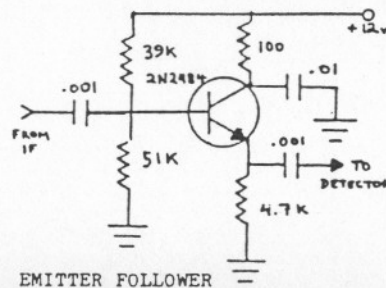 +12v
39K
100
2N2484
.01
.001
FROM
IF
51K
.001
TO
DETECTOR
4.7K
EMITTER FOLLOWER